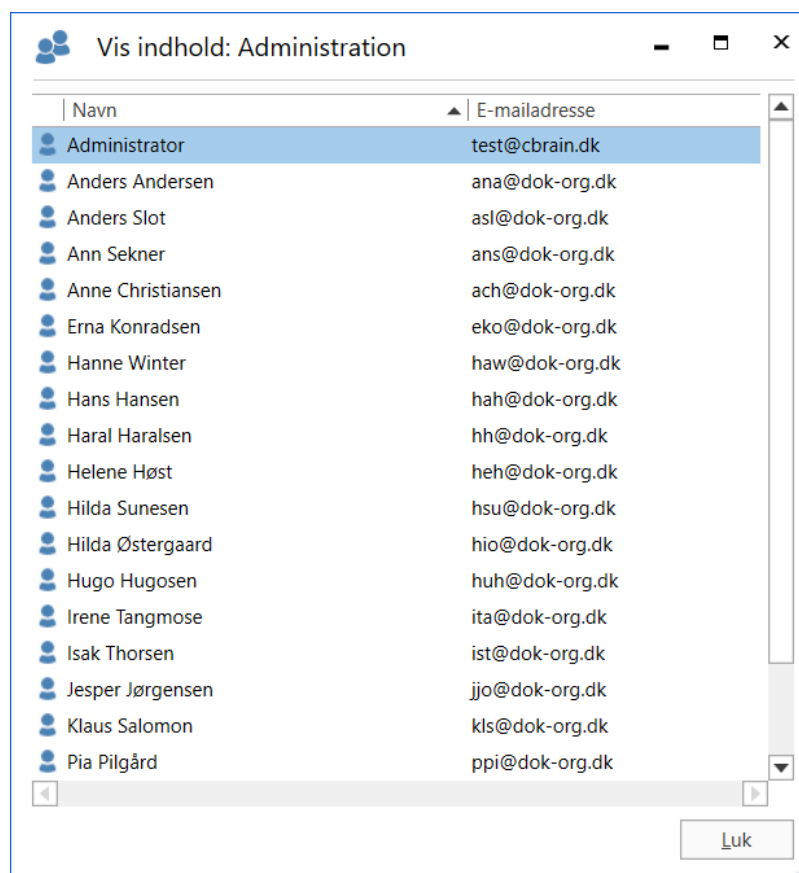 Vis indhold: Administration
Navn E-mailadresse
Administrator test@cbrain.dk
Anders Andersen ana@dok-org.dk
Anders Slot asl@dok-org.dk
Ann Sekner ans@dok-org.dk
Anne Christiansen ach@dok-org.dk
Erna Konradsen eko@dok-org.dk
Hanne Winter haw@dok-org.dk
Hans Hansen hah@dok-org.dk
Haral Haralsen hh@dok-org.dk
Helene Høst heh@dok-org.dk
Hilda Sunesen hsu@dok-org.dk
Hilda Østergaard hio@dok-org.dk
Hugo Hugosen huh@dok-org.dk
Irene Tangmose ita@dok-org.dk
Isak Thorsen ist@dok-org.dk
Jesper Jørgensen jjo@dok-org.dk
Klaus Salomon kls@dok-org.dk
Pia Pilgård ppi@dok-org.dk
Luk